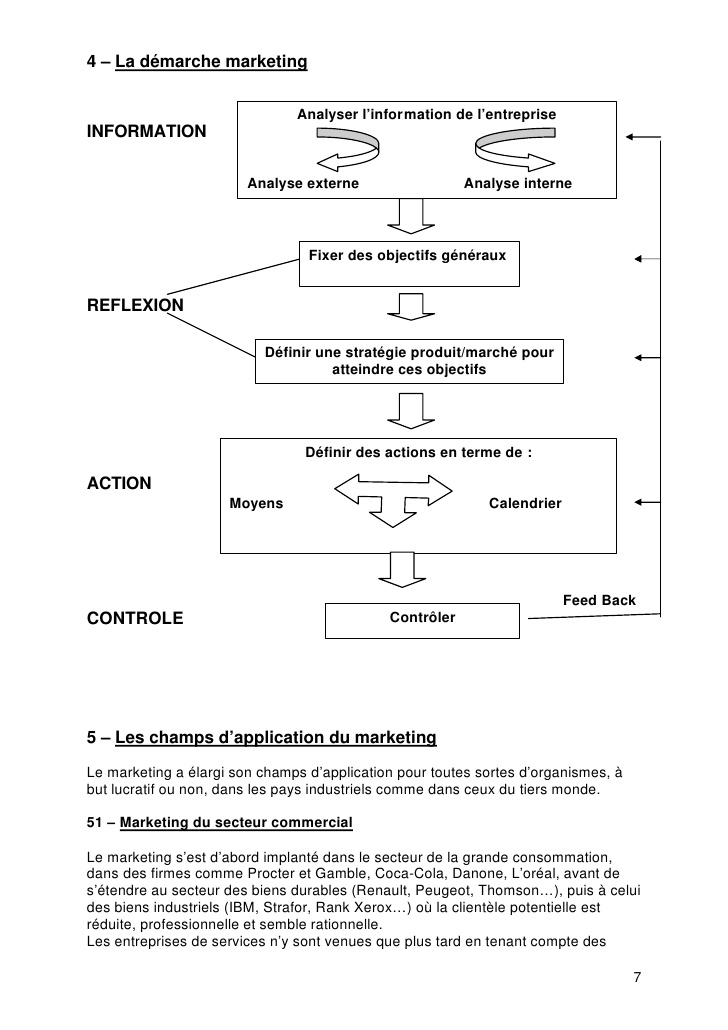 4 – La démarche marketing
Analyser l’information de l’entreprise
INFORMATION
Analyse externe
Analyse interne
Fixer des objectifs généraux
REFLEXION
Définir une stratégie produit/marché pour
atteindre ces objectifs
Définir des actions en terme de :
ACTION
Moyens
Calendrier
Feed Back
CONTROLE
Contrôler
5 – Les champs d’application du marketing
Le marketing a élargi son champs d’application pour toutes sortes d’organismes, à
but lucratif ou non, dans les pays industriels comme dans ceux du tiers monde.
51 – Marketing du secteur commercial
Le marketing s’est d’abord implanté dans le secteur de la grande consommation,
dans des firmes comme Procter et Gamble, Coca-Cola, Danone, L’oréal, avant de
s’étendre au secteur des biens durables (Renault, Peugeot, Thomson…), puis à celui
des biens industriels (IBM, Strafor, Rank Xerox…) où la clientèle potentielle est
réduite, professionnelle et semble rationnelle.
Les entreprises de services n’y sont venues que plus tard en tenant compte des
7